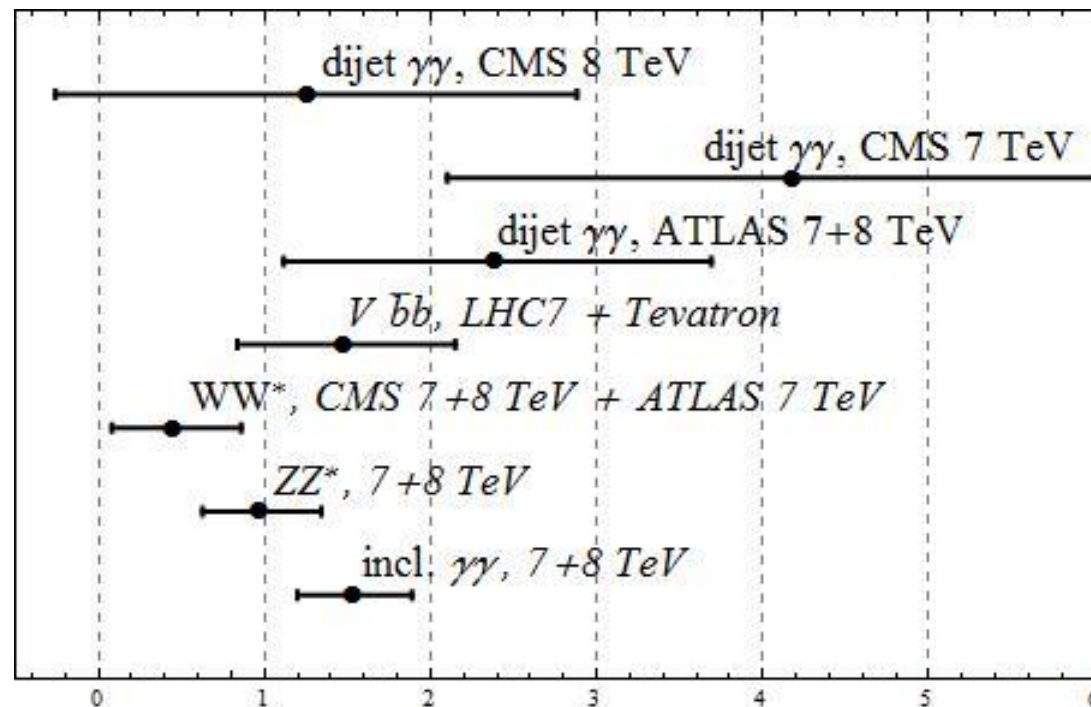 dijet γγ, CMS 8 TeV
dijet γγ, CMS 7 TeV
dijet γγ, ATLAS 7+8 TeV
V b̄b, LHC7 + Tevatron
WW*, CMS 7+8 TeV + ATLAS 7 TeV
ZZ*, 7+8 TeV
incl. γγ, 7+8 TeV
0 1 2 3 4 5